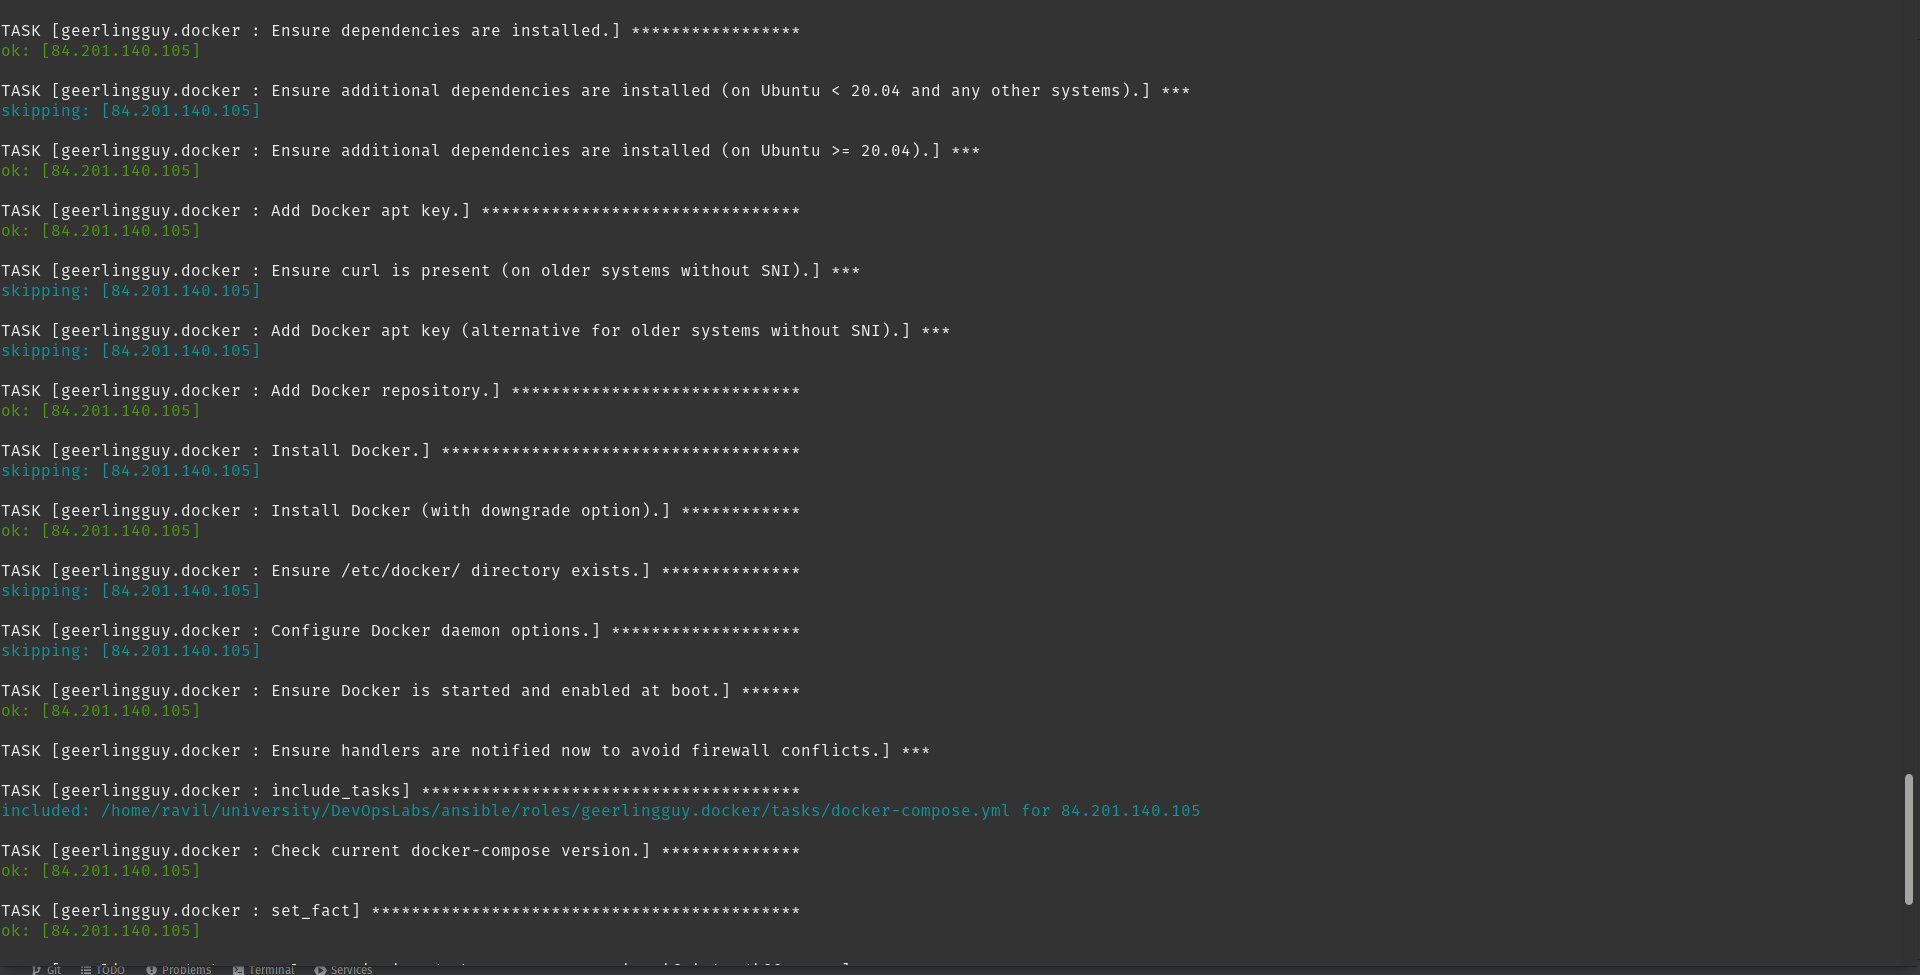 TASK [geerlingguy.docker : Ensure dependencies are installed.] *****************
ok: [84.201.140.105]
TASK [geerlingguy.docker : Ensure additional dependencies are installed (on Ubuntu < 20.04 and any other systems).] ***
skipping: [84.201.140.105]
TASK [geerlingguy.docker : Ensure additional dependencies are installed (on Ubuntu >= 20.04).] ***
ok: [84.201.140.105]
TASK [geerlingguy.docker : Add Docker apt key.] ********************************
ok: [84.201.140.105]
TASK [geerlingguy.docker : Ensure curl is present (on older systems without SNI).] ***
skipping: [84.201.140.105]
TASK [geerlingguy.docker : Add Docker apt key (alternative for older systems without SNI).] ***
skipping: [84.201.140.105]
TASK [geerlingguy.docker : Add Docker repository.] *****************************
ok: [84.201.140.105]
TASK [geerlingguy.docker : Install Docker.] ************************************
skipping: [84.201.140.105]
TASK [geerlingguy.docker : Install Docker (with downgrade option).] ************
ok: [84.201.140.105]
TASK [geerlingguy.docker : Ensure /etc/docker/ directory exists.] **************
skipping: [84.201.140.105]
TASK [geerlingguy.docker : Configure Docker daemon options.] *******************
skipping: [84.201.140.105]
TASK [geerlingguy.docker : Ensure Docker is started and enabled at boot.] ******
ok: [84.201.140.105]
TASK [geerlingguy.docker : Ensure handlers are notified now to avoid firewall conflicts.] ***
TASK [geerlingguy.docker : include_tasks] **************************************
included: /home/ravil/university/DevOpsLabs/ansible/roles/geerlingguy.docker/tasks/docker-compose.yml for 84.201.140.105
TASK [geerlingguy.docker : Check current docker-compose version.] **************
ok: [84.201.140.105]
TASK [geerlingguy.docker : set_fact] *******************************************
ok: [84.201.140.105]
Git TODO Problems Terminal Services